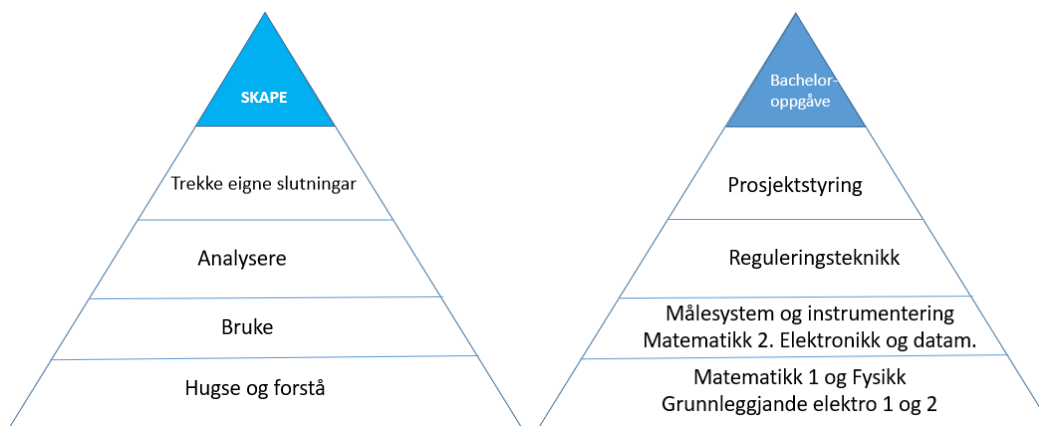 SKAPE
Trekke eigne slutningar
Analysere
Bruke
Hugse og forstå
Bachelor-
oppgåve
Prosjektstyring
Reguleringsteknikk
Målesystem og instrumentering
Matematikk 2. Elektronikk og datam.
Matematikk 1 og Fysikk
Grunnleggjande elektro 1 og 2